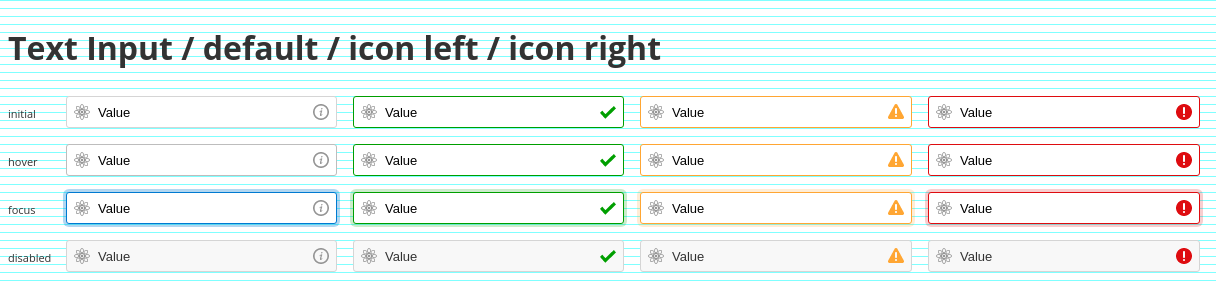 Text Input / default / icon left / icon right
initial Value Value Value Value
hover Value Value Value Value
focus Value Value Value Value
disabled Value Value Value Value